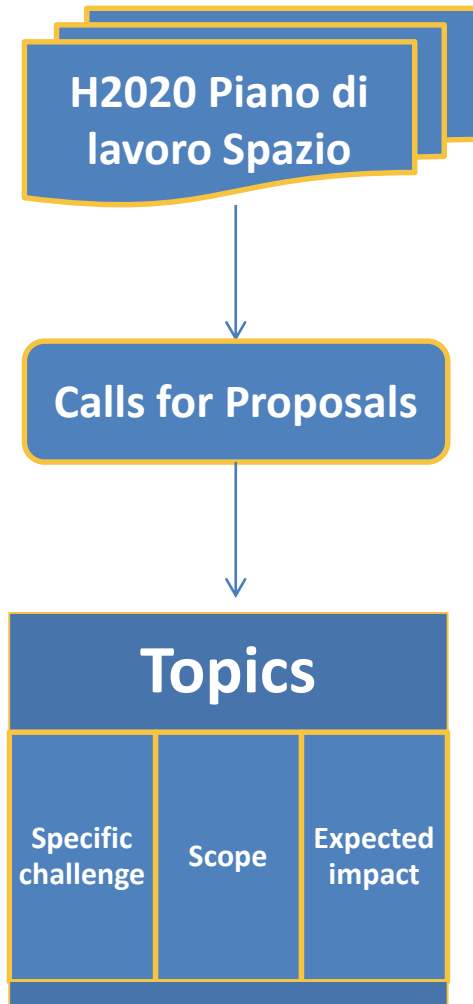 H2020 Piano di
lavoro Spazio
Calls for Proposals
Topics
Specific
challenge
Scope
Expected
impact